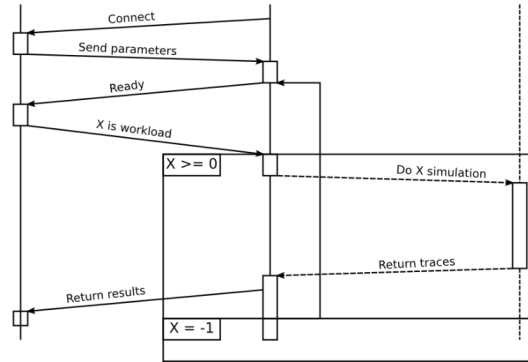 Connect
Send parameters
Ready
X is workload
X >= 0
Do X simulation
Return traces
Return results
X = -1